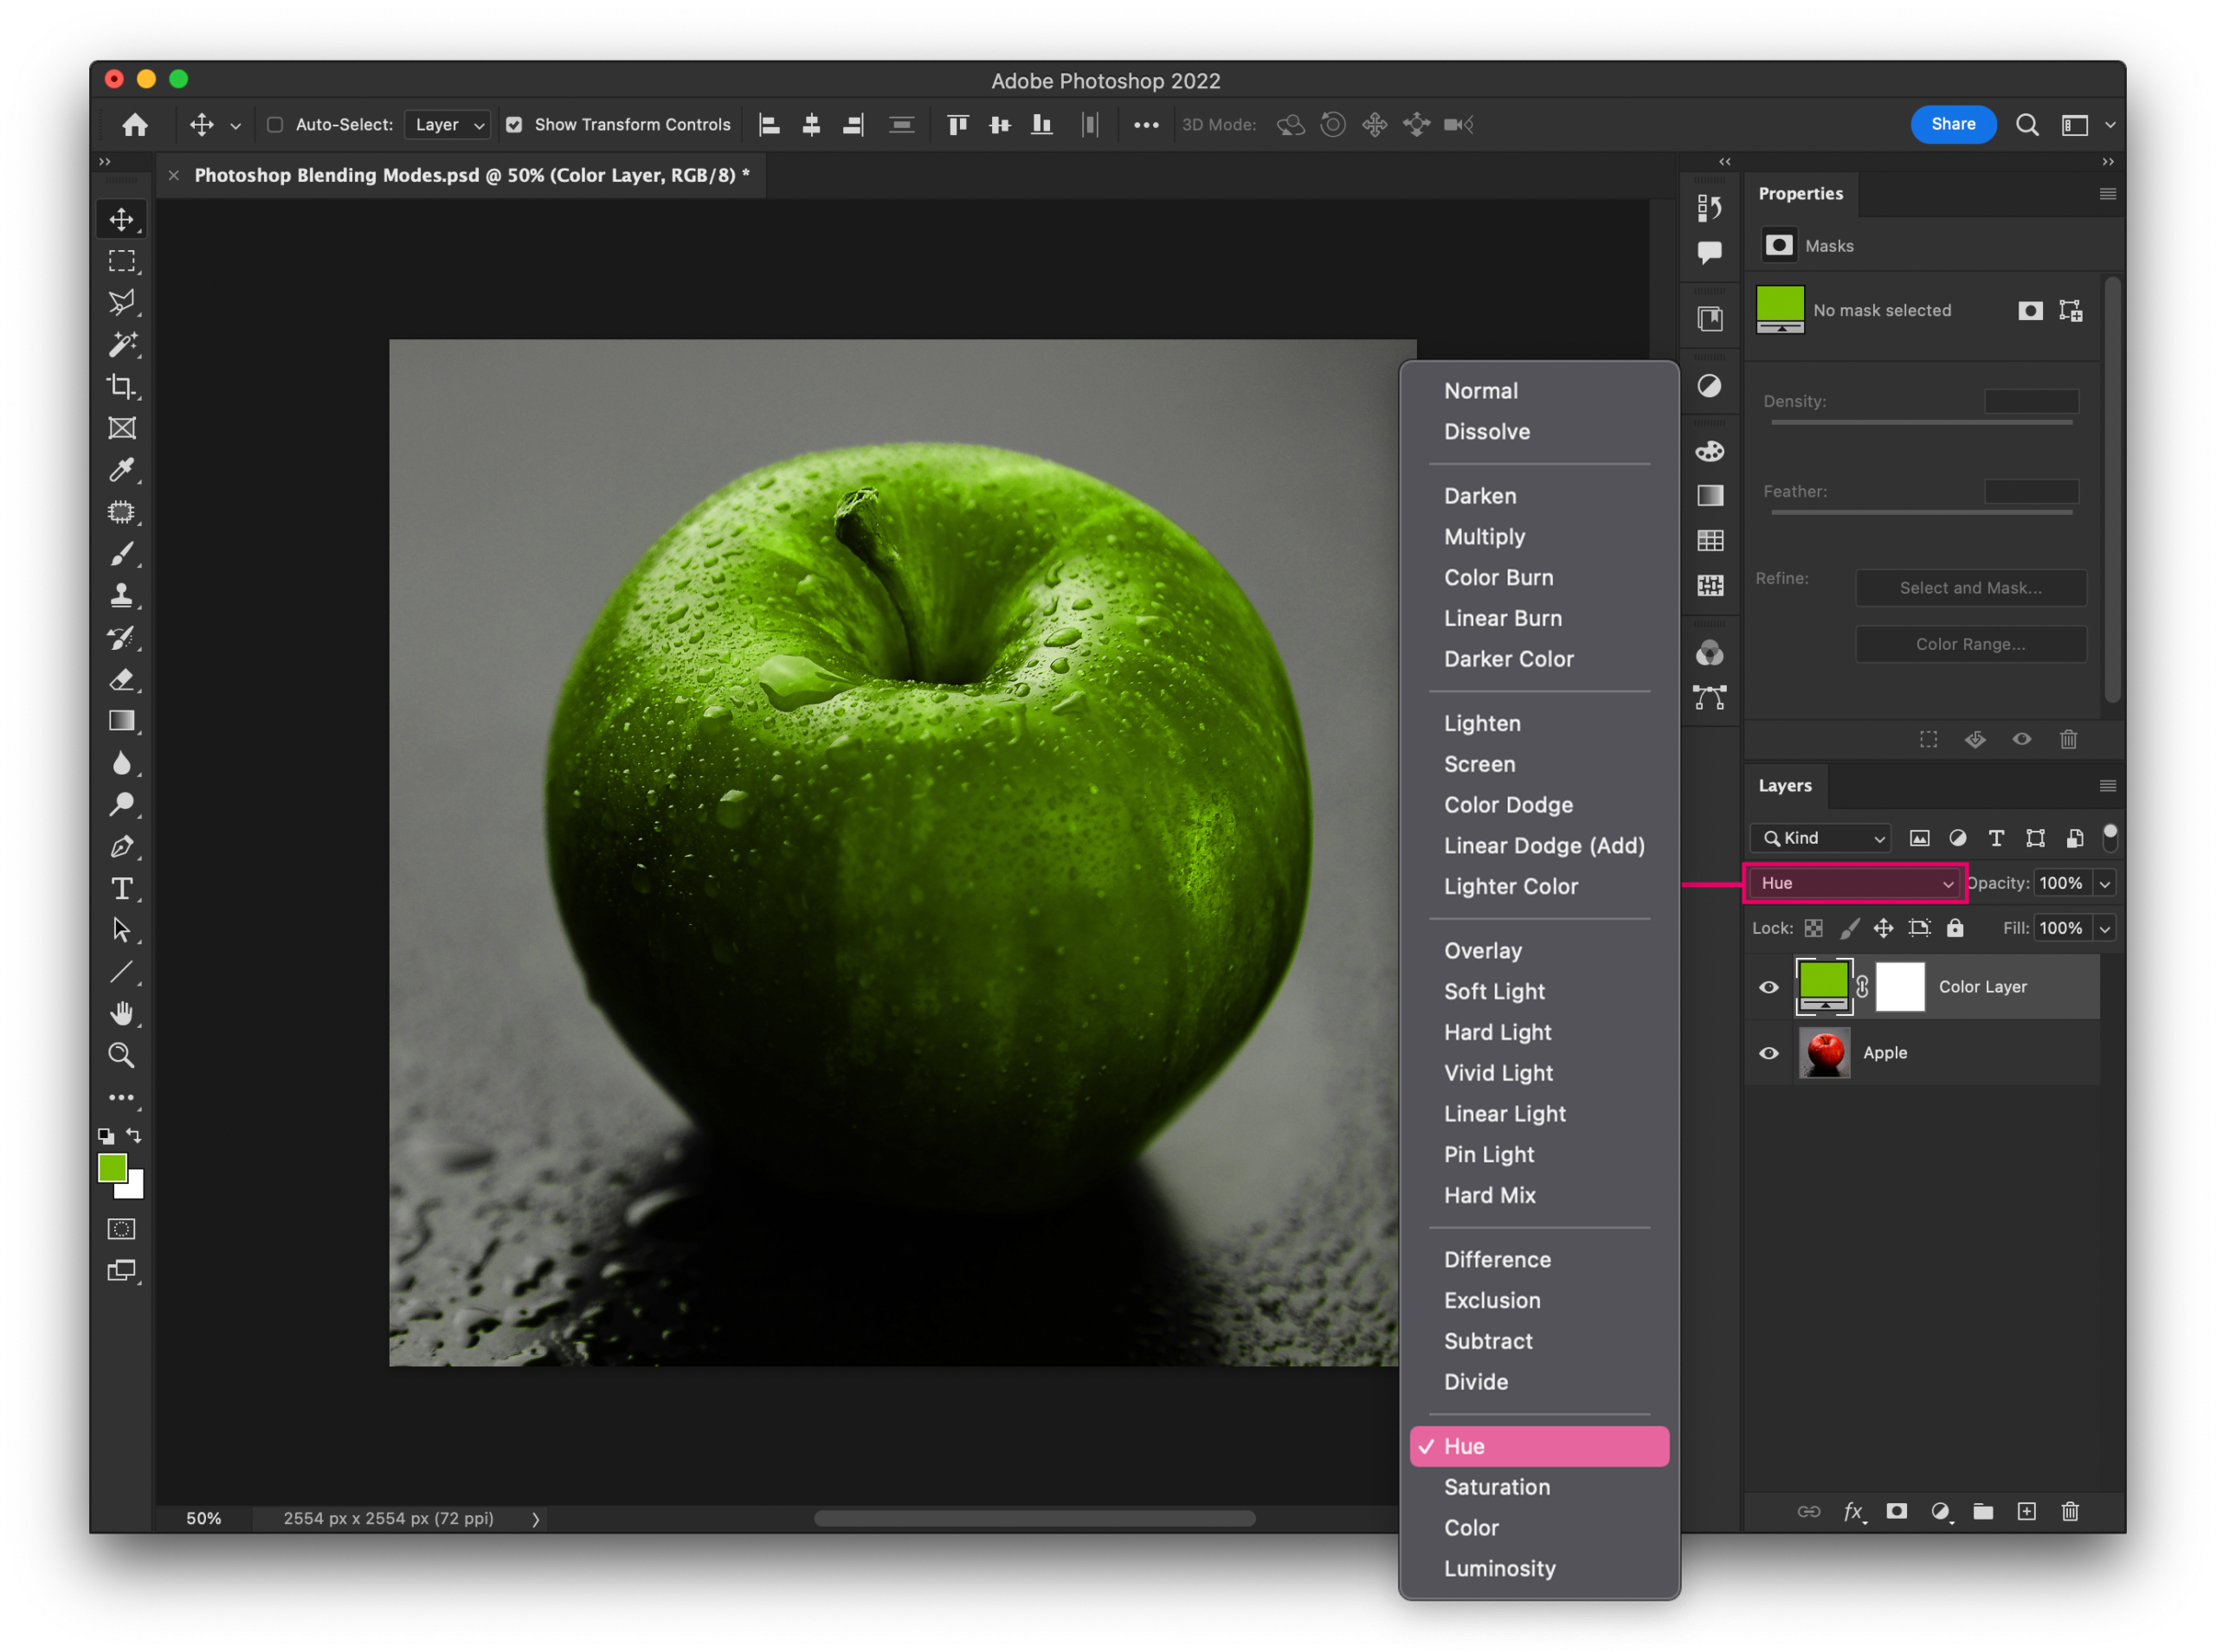 Adobe Photoshop 2022
Auto-Select: Layer Show Transform Controls 3D Mode: Share
Photoshop Blending Modes.psd @ 50% (Color Layer, RGB/8) *
Properties
Masks
No mask selected
Density:
Feather:
Refine: Select and Mask...
Color Range...
Normal
Dissolve
Darken
Multiply
Color Burn
Linear Burn
Darker Color
Lighten
Screen
Color Dodge
Linear Dodge (Add)
Lighter Color
Overlay
Soft Light
Hard Light
Vivid Light
Linear Light
Pin Light
Hard Mix
Difference
Exclusion
Subtract
Divide
Hue
Saturation
Color
Luminosity
Layers
Kind
Hue Opacity: 100%
Lock: Fill: 100%
Color Layer
Apple
fx
50% 2554 px x 2554 px (72 ppi)